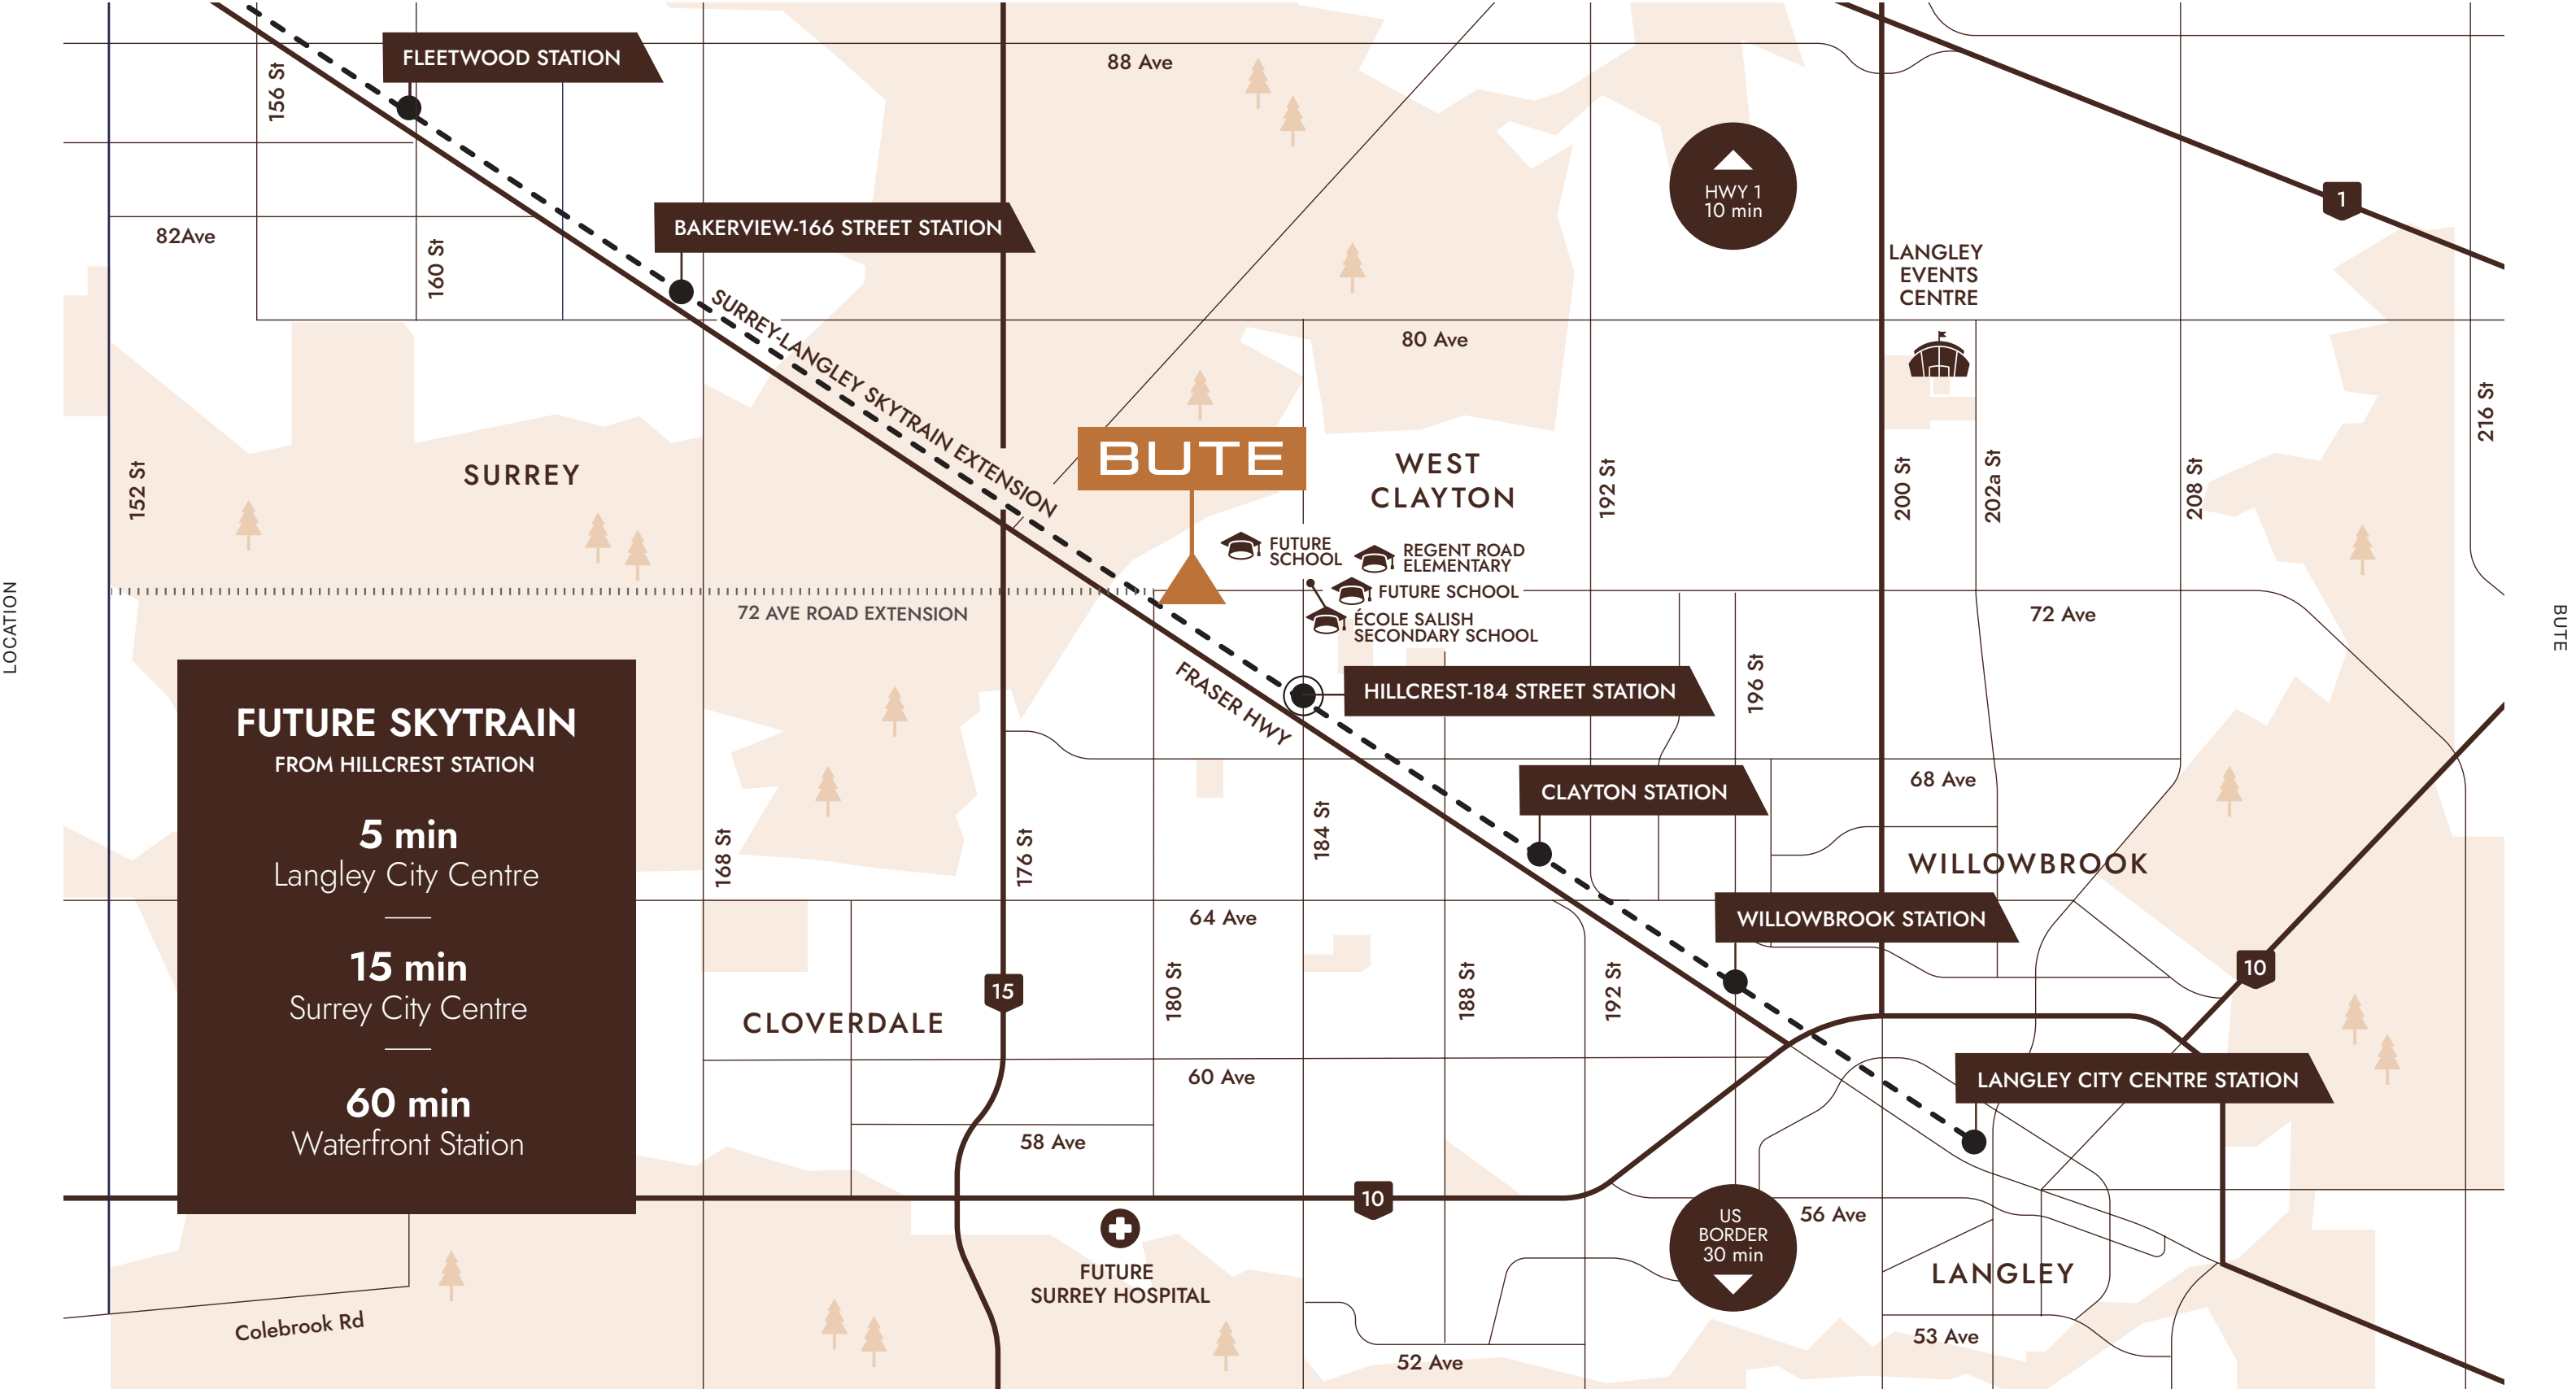 FLEETWOOD STATION
88 Ave
156 St
HWY 1
10 min
1
BAKERVIEW-166 STREET STATION
82Ave
160 St
LANGLEY
EVENTS
CENTRE
SURREY-LANGLEY SKYTRAIN EXTENSION
80 Ave
216 St
BUTE
WEST
CLAYTON
SURREY
152 St
192 St
200 St
202a St
208 St
FUTURE
SCHOOL
REGENT ROAD
ELEMENTARY
FUTURE SCHOOL
ÉCOLE SALISH
SECONDARY SCHOOL
72 AVE ROAD EXTENSION
72 Ave
LOCATION
BUTE
FRASER HWY
HILLCREST-184 STREET STATION
196 St
FUTURE SKYTRAIN
FROM HILLCREST STATION
5 min
Langley City Centre
15 min
Surrey City Centre
60 min
Waterfront Station
CLAYTON STATION
68 Ave
168 St
176 St
184 St
WILLOWBROOK
64 Ave
WILLOWBROOK STATION
10
15
180 St
188 St
192 St
CLOVERDALE
60 Ave
LANGLEY CITY CENTRE STATION
58 Ave
10
US
BORDER
30 min
56 Ave
FUTURE
SURREY HOSPITAL
LANGLEY
Colebrook Rd
53 Ave
52 Ave